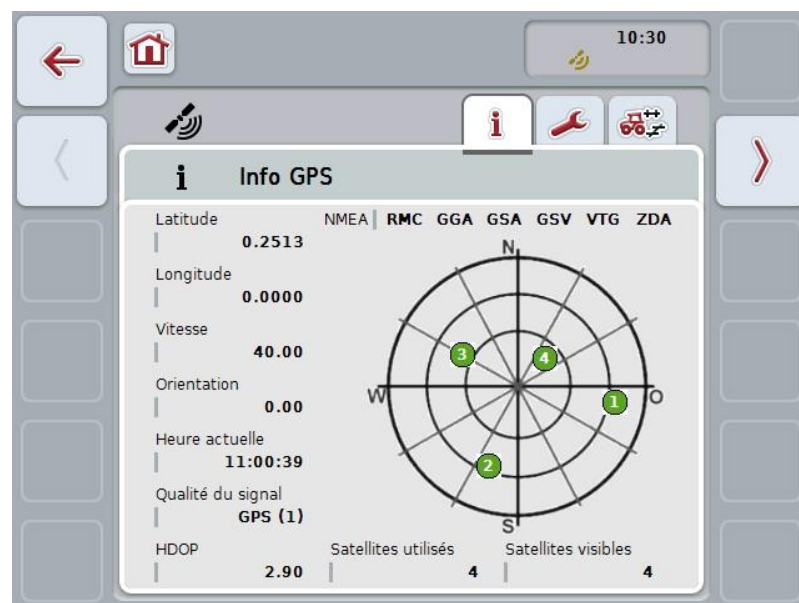 10:30
i
i Info GPS
Latitude
0.2513
NMEA RMC GGA GSA GSV VTG ZDA
Longitude
0.0000
Vitesse
40.00
Orientation
0.00
Heure actuelle
11:00:39
Qualité du signal
GPS (1)
HDOP
2.90
N
3
4
W
O
1
2
S
Satellites utilisés
4
Satellites visibles
4